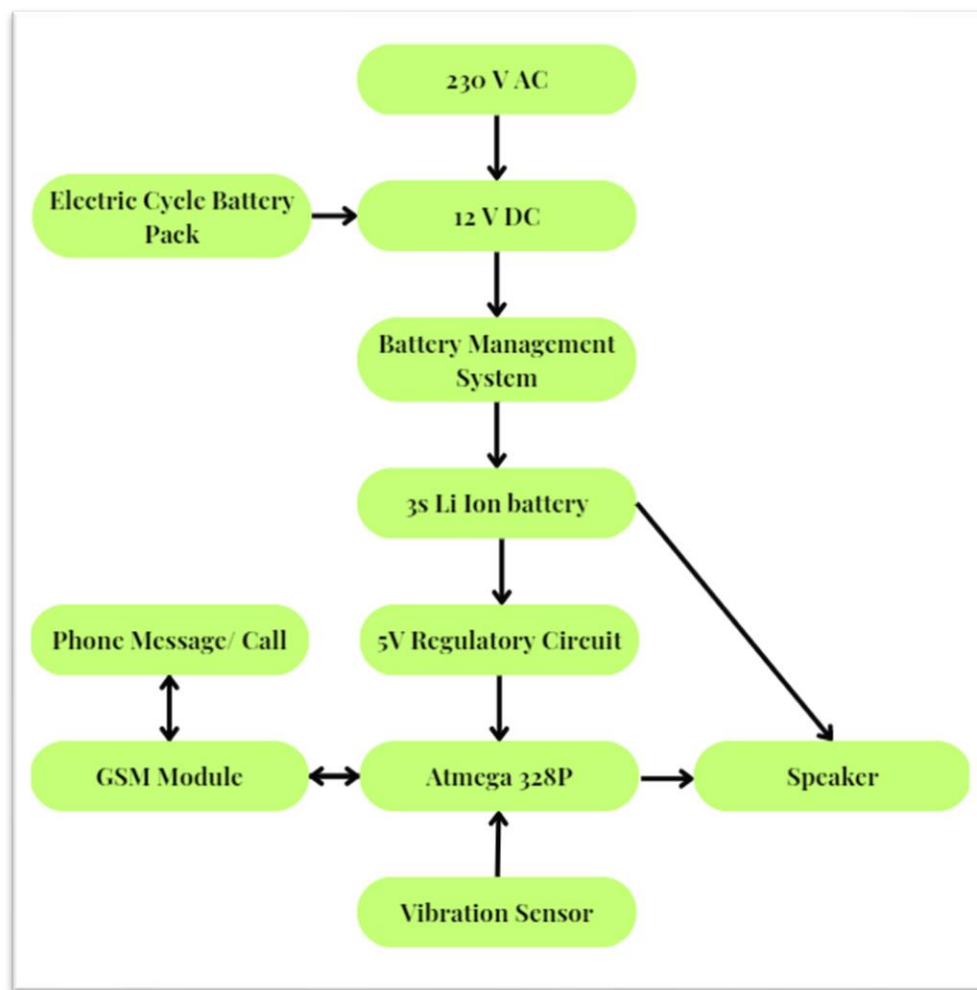 230 V AC
Electric Cycle Battery
Pack
12 V DC
Battery Management
System
3s Li Ion battery
Phone Message/ Call
5V Regulatory Circuit
GSM Module
Atmega 328P
Speaker
Vibration Sensor